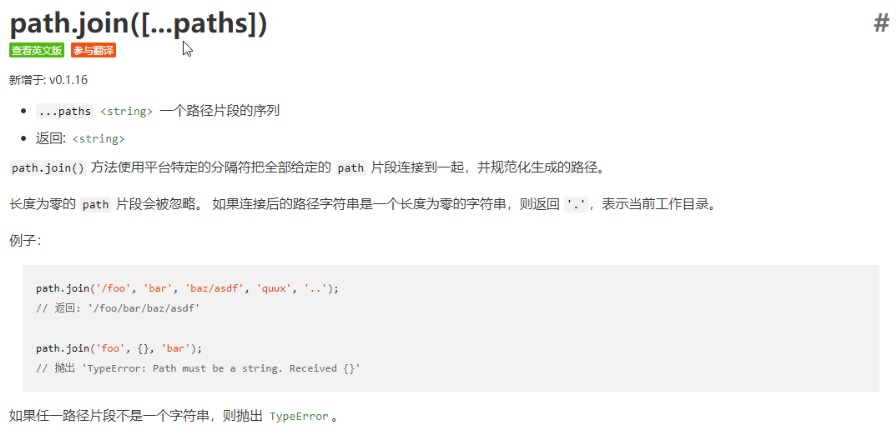 path.join([...paths])
#
查看英文版 参与翻译
新增于: v0.1.16
...paths <string> 一个路径片段的序列
返回: <string>
path.join() 方法使用平台特定的分隔符把全部给定的 path 片段连接到一起，并规范化生成的路径。
长度为零的 path 片段会被忽略。 如果连接后的路径字符串是一个长度为零的字符串，则返回 '.'，表示当前工作目录。
例子：
path.join('/foo', 'bar', 'baz/asdf', 'quux', '..');
// 返回: '/foo/bar/baz/asdf'
path.join('foo', {}, 'bar');
// 抛出 'TypeError: Path must be a string. Received {}'
如果任一路径片段不是一个字符串，则抛出 TypeError。